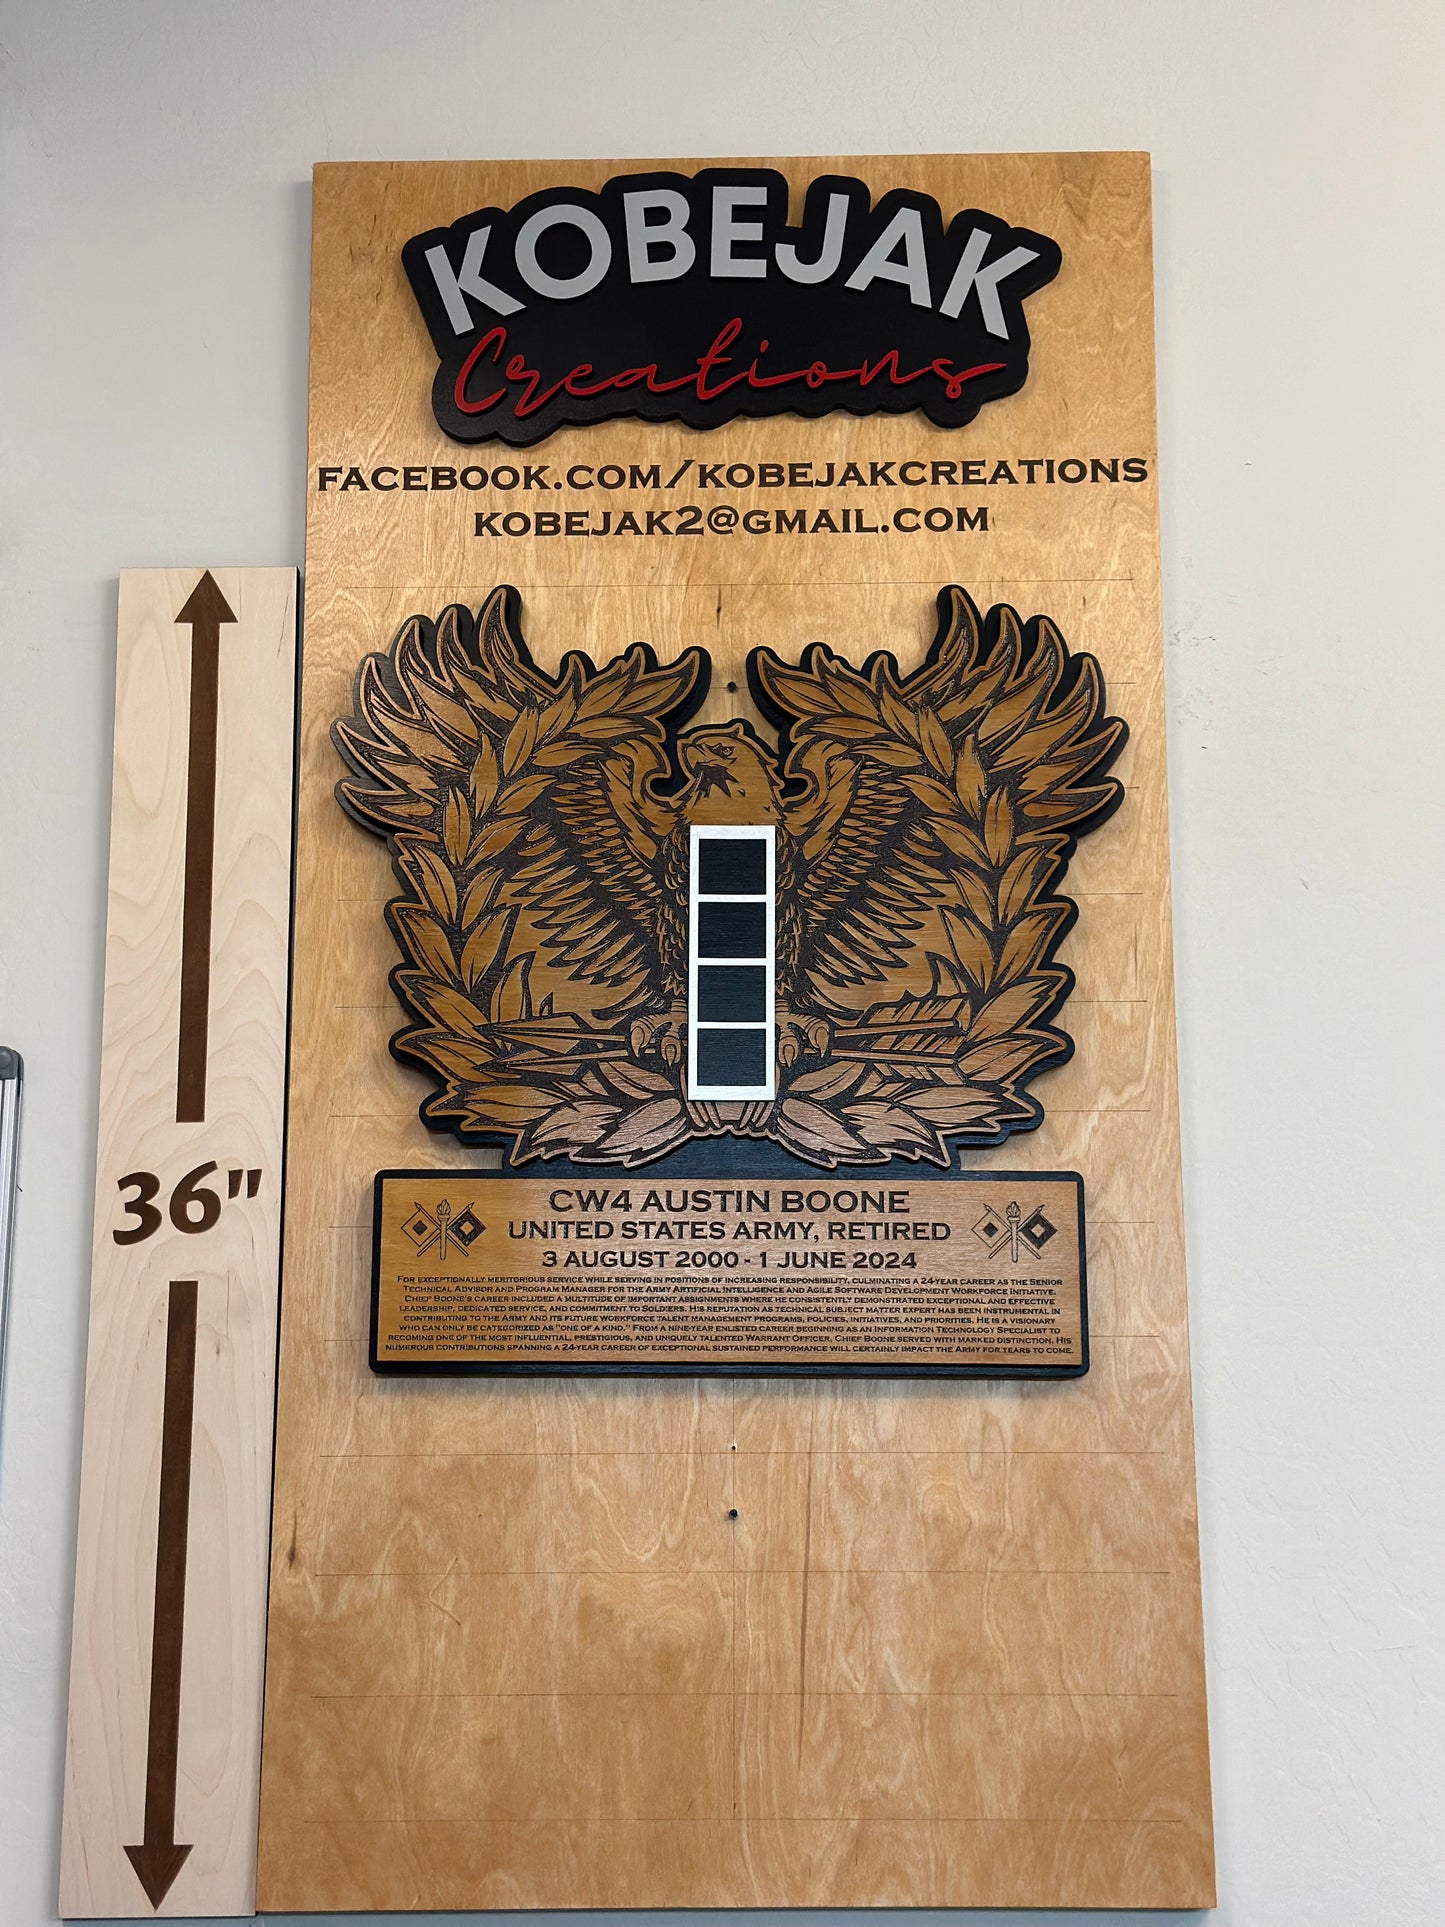 KOBEJAK
Creations
FACEBOOK.COM/KOBEJAKCREATIONS
KOBEJAK2@GMAIL.COM
36"
CW4 AUSTIN BOONE
UNITED STATES ARMY, RETIRED
3 AUGUST 2000 - 1 JUNE 2024
FOR EXCEPTIONALLY MERITORIOUS SERVICE WHILE SERVING IN POSITIONS OF INCREASING RESPONSIBILITY, CULMINATING A 24-YEAR CAREER AS THE SENIOR
TECHNICAL ADVISOR AND PROGRAM MANAGER FOR THE ARMY ARTIFICIAL INTELLIGENCE AND AGILE SOFTWARE DEVELOPMENT WORKFORCE INITIATIVE.
CHIEF BOONE'S CAREER INCLUDED A MULTITUDE OF IMPORTANT ASSIGNMENTS WHERE HE CONSISTENTLY DEMONSTRATED EXCEPTIONAL AND EFFECTIVE
LEADERSHIP, DEDICATED SERVICE, AND COMMITMENT TO SOLDIERS. HIS REPUTATION AS TECHNICAL SUBJECT MATTER EXPERT HAS BEEN INSTRUMENTAL IN
CONTRIBUTING TO THE ARMY AND ITS FUTURE WORKFORCE TALENT MANAGEMENT PROGRAMS, POLICIES, INITIATIVES, AND PRIORITIES. HE IS A VISIONARY
WHO CAN ONLY BE CATEGORIZED AS "ONE OF A KIND." FROM A NINE-YEAR ENLISTED CAREER BEGINNING AS AN INFORMATION TECHNOLOGY SPECIALIST TO
BECOMING ONE OF THE MOST INFLUENTIAL, PRESTIGIOUS, AND UNIQUELY TALENTED WARRANT OFFICER, CHIEF BOONE SERVED WITH MARKED DISTINCTION. HIS
NUMEROUS CONTRIBUTIONS SPANNING A 24-YEAR CAREER OF EXCEPTIONAL SUSTAINED PERFORMANCE WILL CERTAINLY IMPACT THE ARMY FOR YEARS TO COME.